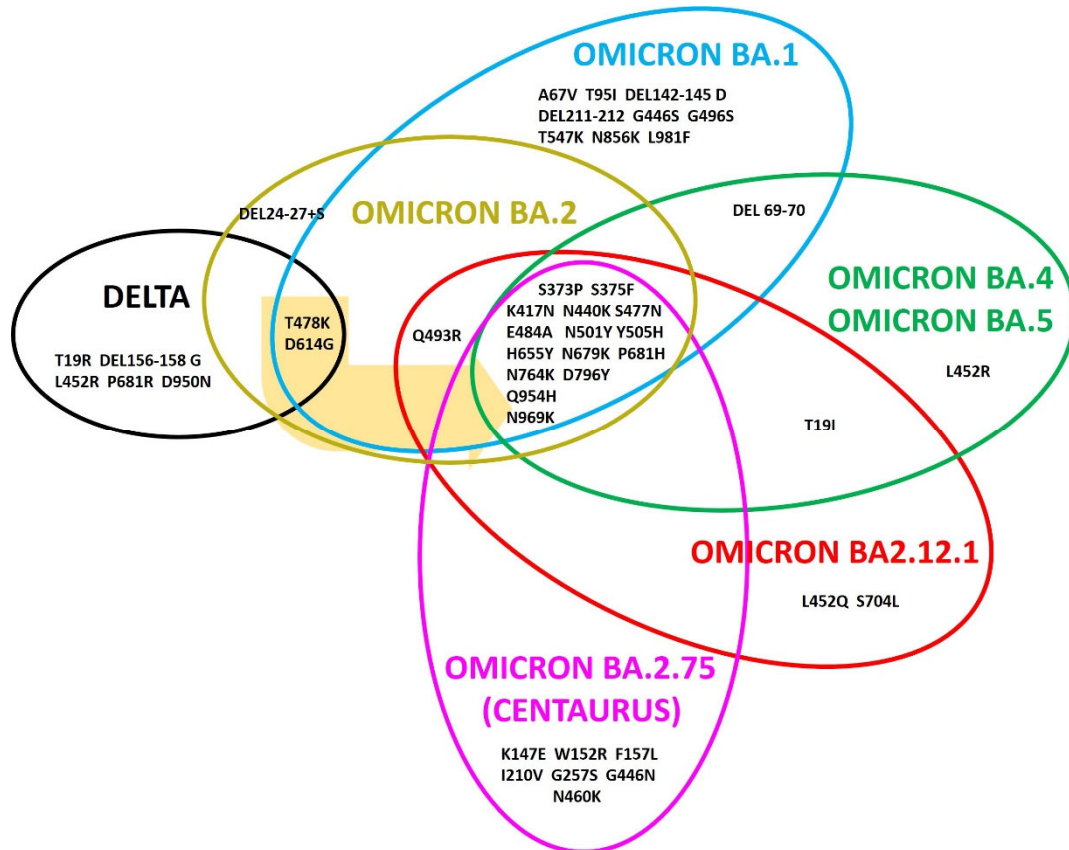 OMICRON BA.1
A67V T95I DEL142-145 D
DEL211-212 G446S G496S
T547K N856K L981F
DEL24-27+S
OMICRON BA.2
DEL 69-70
DELTA
T478K
D614G
T19R DEL156-158 G
L452R P681R D950N
Q493R
S373P S375F
K417N N440K S477N
E484A N501Y Y505H
H655Y N679K P681H
N764K D796Y
Q954H
N969K
OMICRON BA.4
OMICRON BA.5
L452R
T19I
OMICRON BA2.12.1
L452Q S704L
OMICRON BA.2.75
(CENTAURUS)
K147E W152R F157L
I210V G257S G446N
N460K